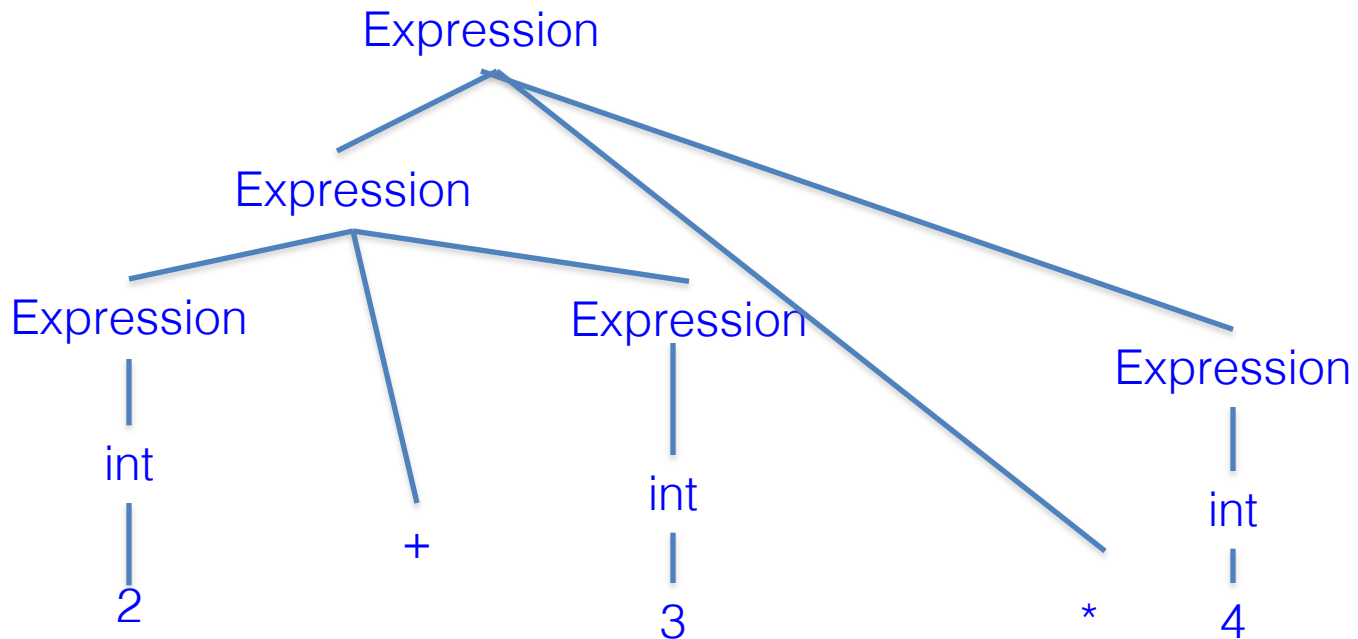 Expression
Expression
Expression
Expression
Expression
int
int
int
+
2
3
*
4